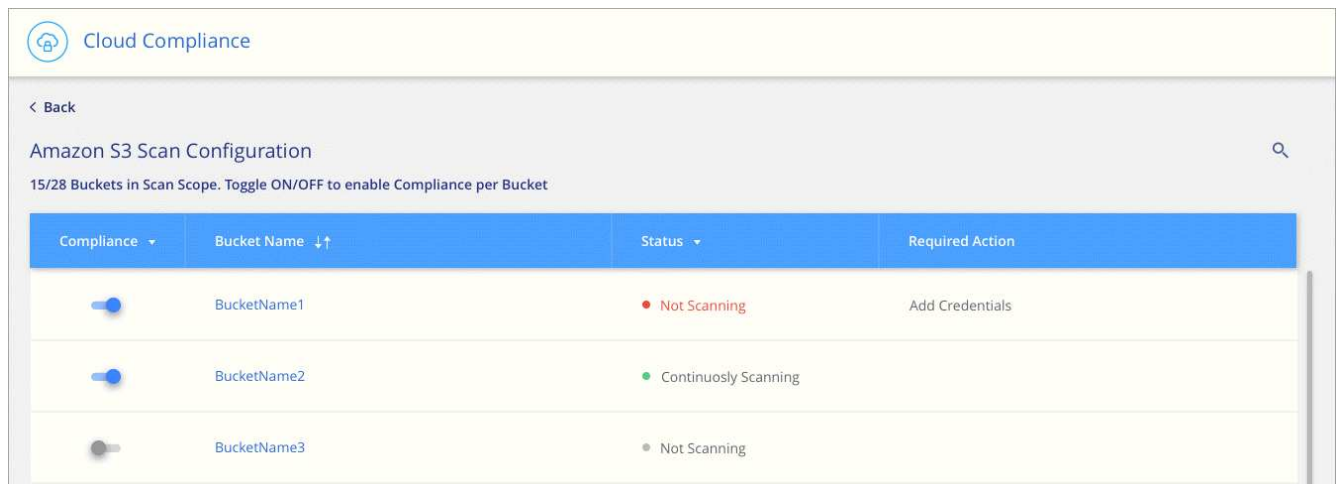 Cloud Compliance
Back
Amazon S3 Scan Configuration
15/28 Buckets in Scan Scope. Toggle ON/OFF to enable Compliance per Bucket
Compliance Bucket Name Status Required Action
BucketName1 Not Scanning Add Credentials
BucketName2 Continuosly Scanning
BucketName3 Not Scanning